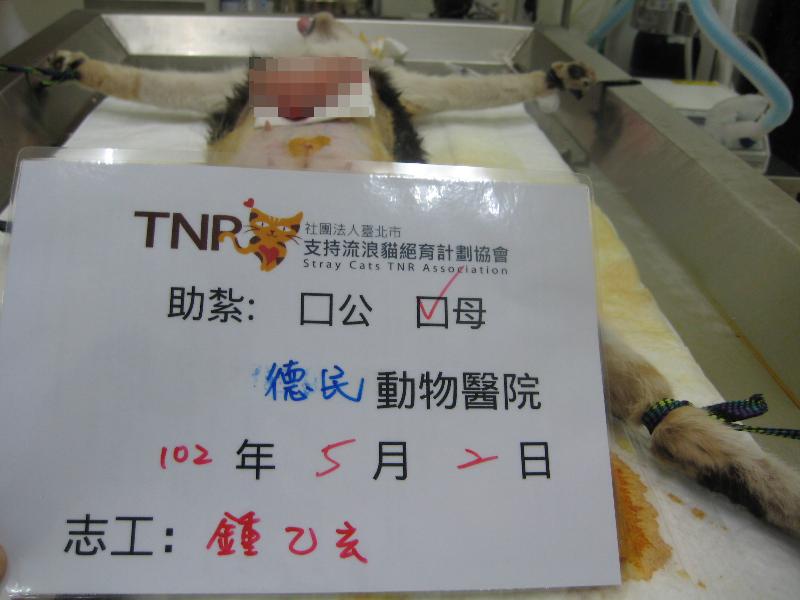 TNR 社團法人臺北市
支持流浪貓絕育計劃協會
Stray Cats TNR Association
助紮: 口公 口母
德民 動物醫院
102 年 5 月 2 日
志工: 鍾乙玄